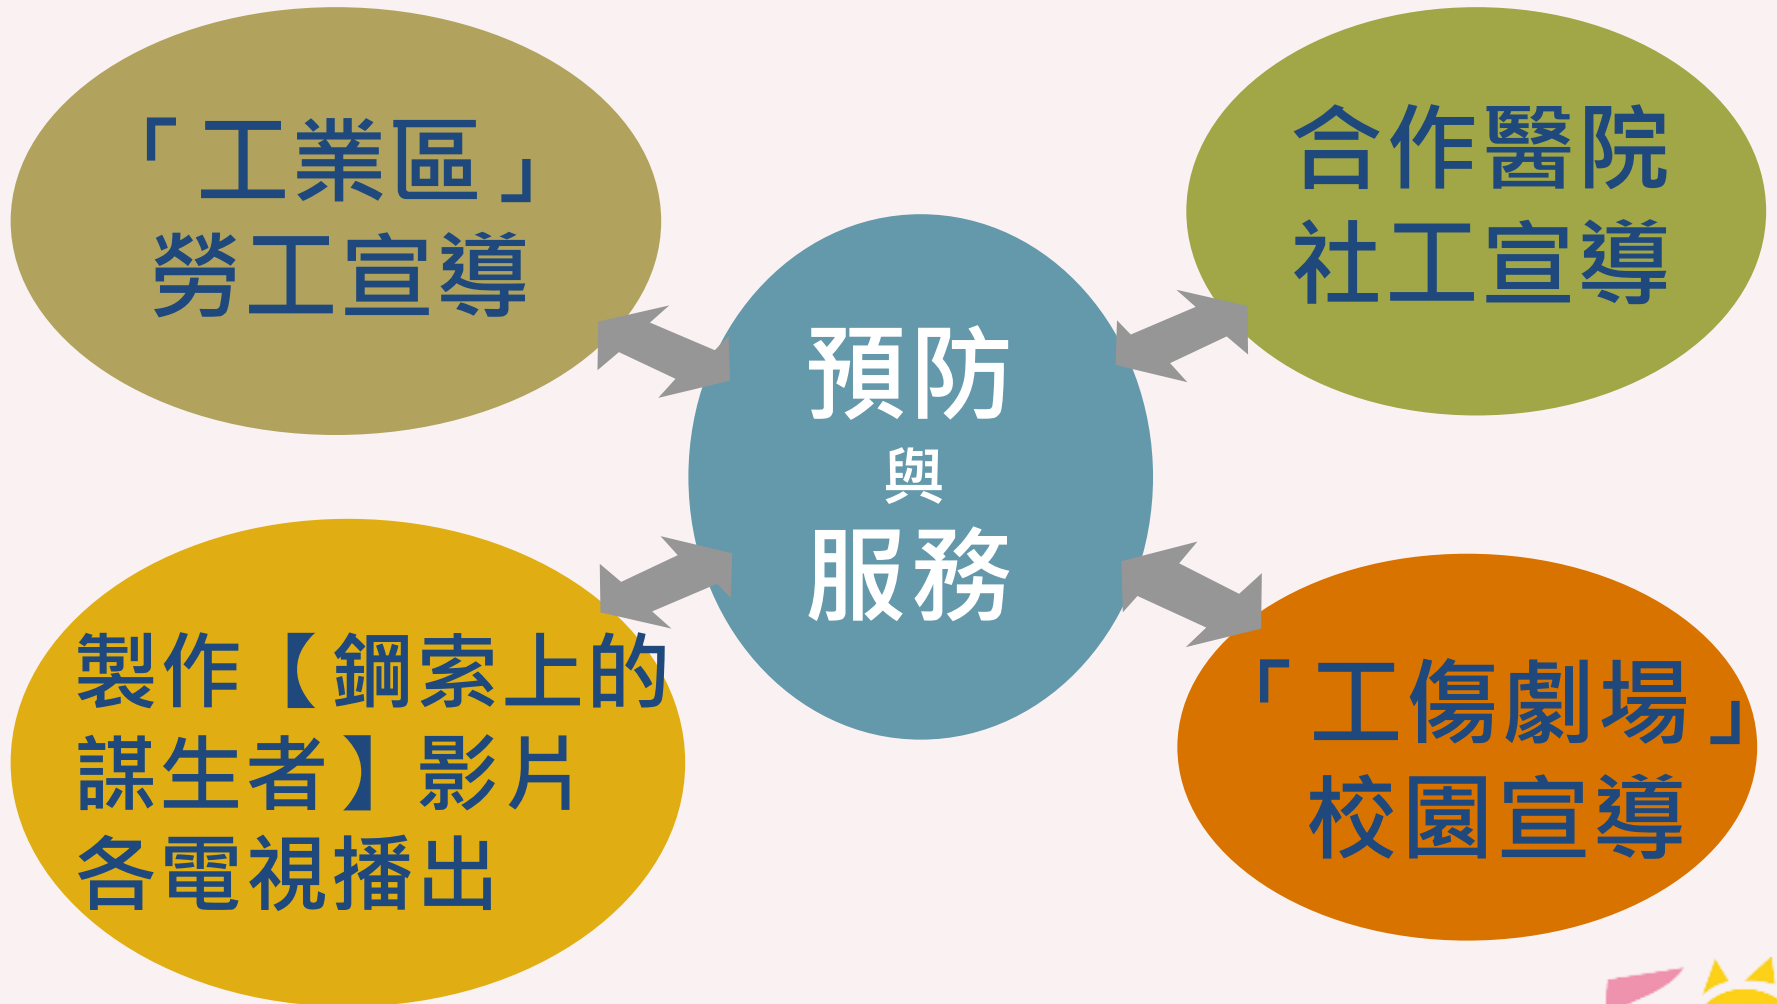 「工業區」
勞工宣導
合作醫院
社工宣導
預防
與
服務
製作【鋼索上的
謀生者】影片
各電視播出
「工傷劇場」
校園宣導